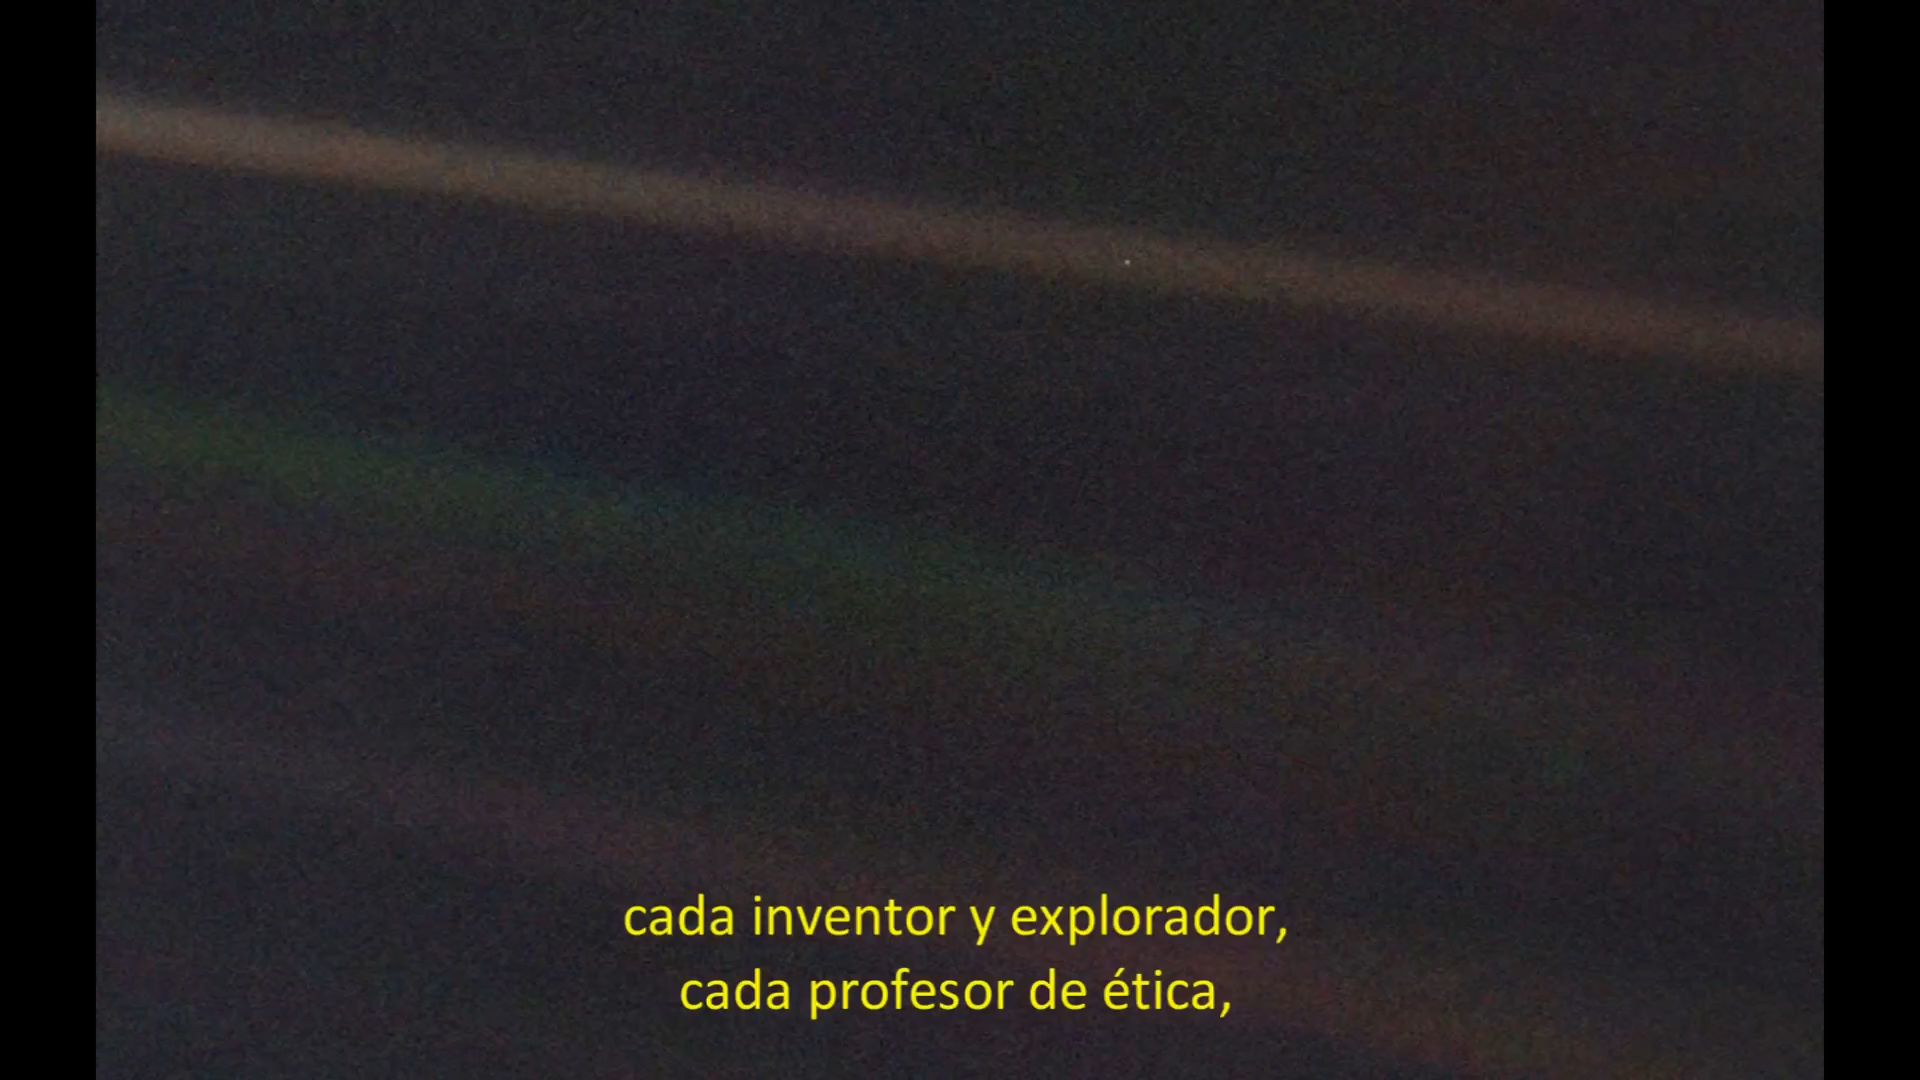 cada inventor y explorador,
cada profesor de ética,